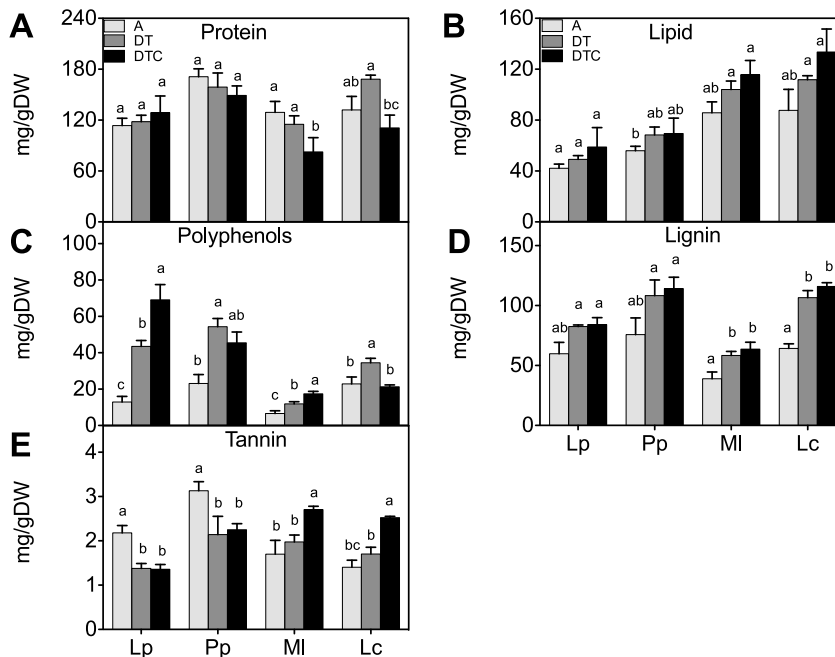 A
Protein
A
DT
DTC
mg/gDW
240
180
120
60
0
a a a
a a a
a a b
ab a bc
B
Lipid
A
DT
DTC
mg/gDW
160
120
80
40
0
a a a
b ab ab
ab a a
ab a a
C
Polyphenols
mg/gDW
100
80
60
40
20
0
c b a
b a ab
c b a
b a b
D
Lignin
mg/gDW
150
100
50
0
ab a a
ab a a
a b b
a b b
Lp Pp Ml Lc
E
Tannin
mg/gDW
4
3
2
1
0
a b b
a b b
b b a
bc b a
Lp Pp Ml Lc